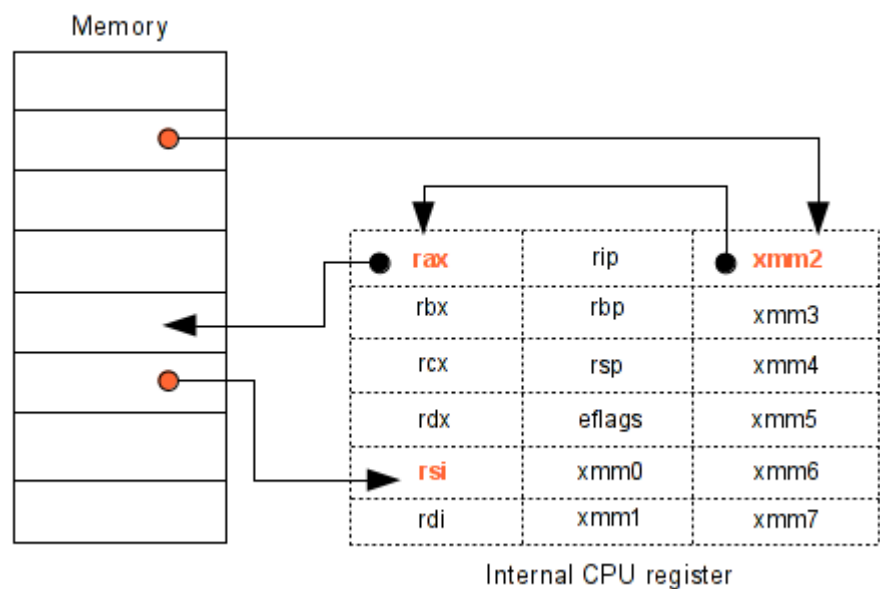 Memory
rax rip xmm2
rbx rbp xmm3
rcx rsp xmm4
rdx eflags xmm5
rsi xmm0 xmm6
rdi xmm1 xmm7
Internal CPU register